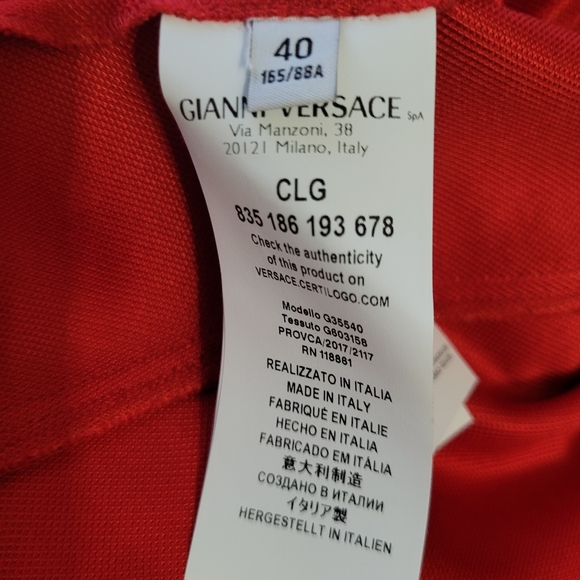 40
165/88A
GIANNI VERSACE SpA
Via Manzoni, 38
20121 Milano, Italy
CLG
835 186 193 678
Check the authenticity
of this product on
VERSACE.CERTILOGO.COM
Modello G35540
Tessuto G603158
PROVCA/2017/2117
RN 118861
REALIZZATO IN ITALIA
MADE IN ITALY
FABRIQUÉ EN ITALIE
HECHO EN ITALIA
FABRICADO EM ITÁLIA
意大利制造
СОЗДАНО В ИТАЛИИ
イタリア製
HERGESTELLT IN ITALIEN